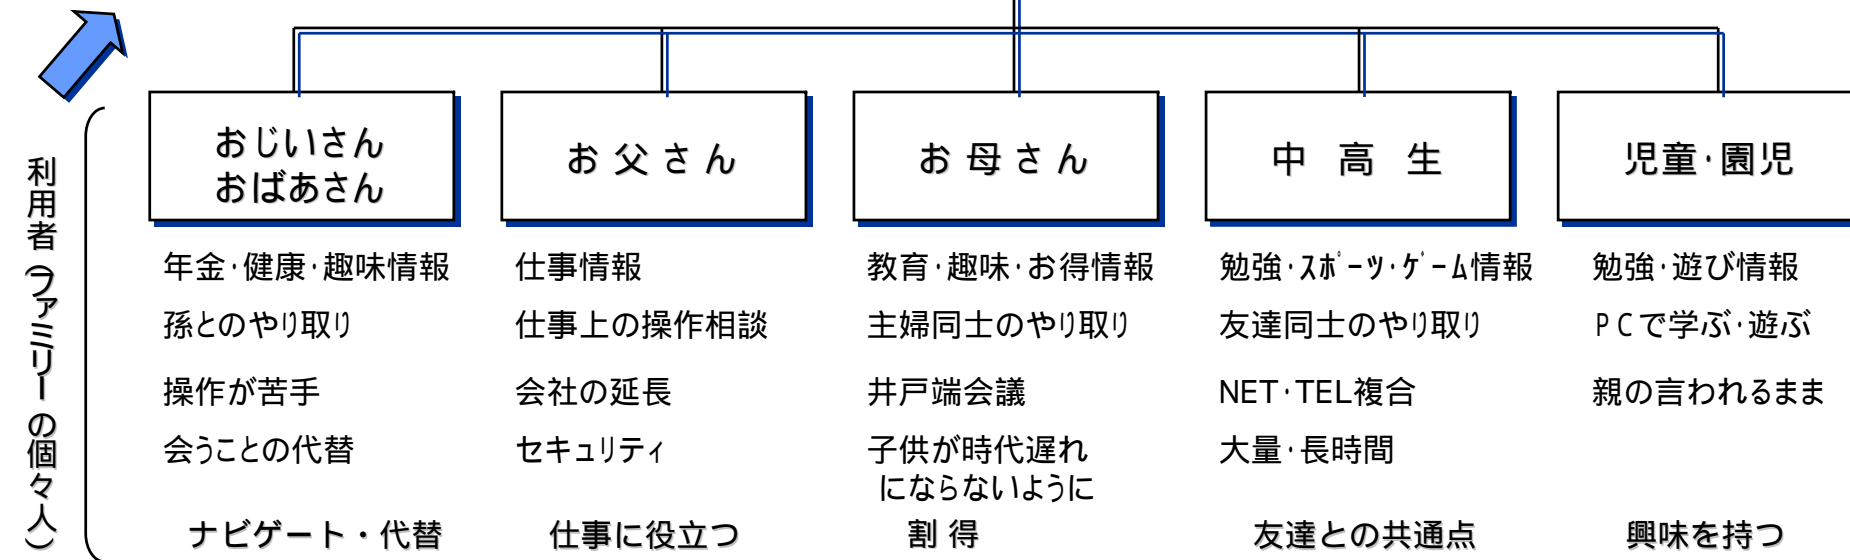 利用者（ファミリーの個々人）
おじいさん
おばあさん
年金・健康・趣味情報
孫とのやり取り
操作が苦手
会うことの代替
ナビゲート・代替
お父さん
仕事情報
仕事上の操作相談
会社の延長
セキュリティ
仕事に役立つ
お母さん
教育・趣味・お得情報
主婦同士のやり取り
井戸端会議
子供が時代遅れ
にならないように
割得
中高生
勉強・ｽﾎﾟｰﾂ・ｹﾞｰﾑ情報
友達同士のやり取り
NET・TEL複合
大量・長時間
友達との共通点
児童・園児
勉強・遊び情報
ＰＣで学ぶ・遊ぶ
親の言われるまま
興味を持つ